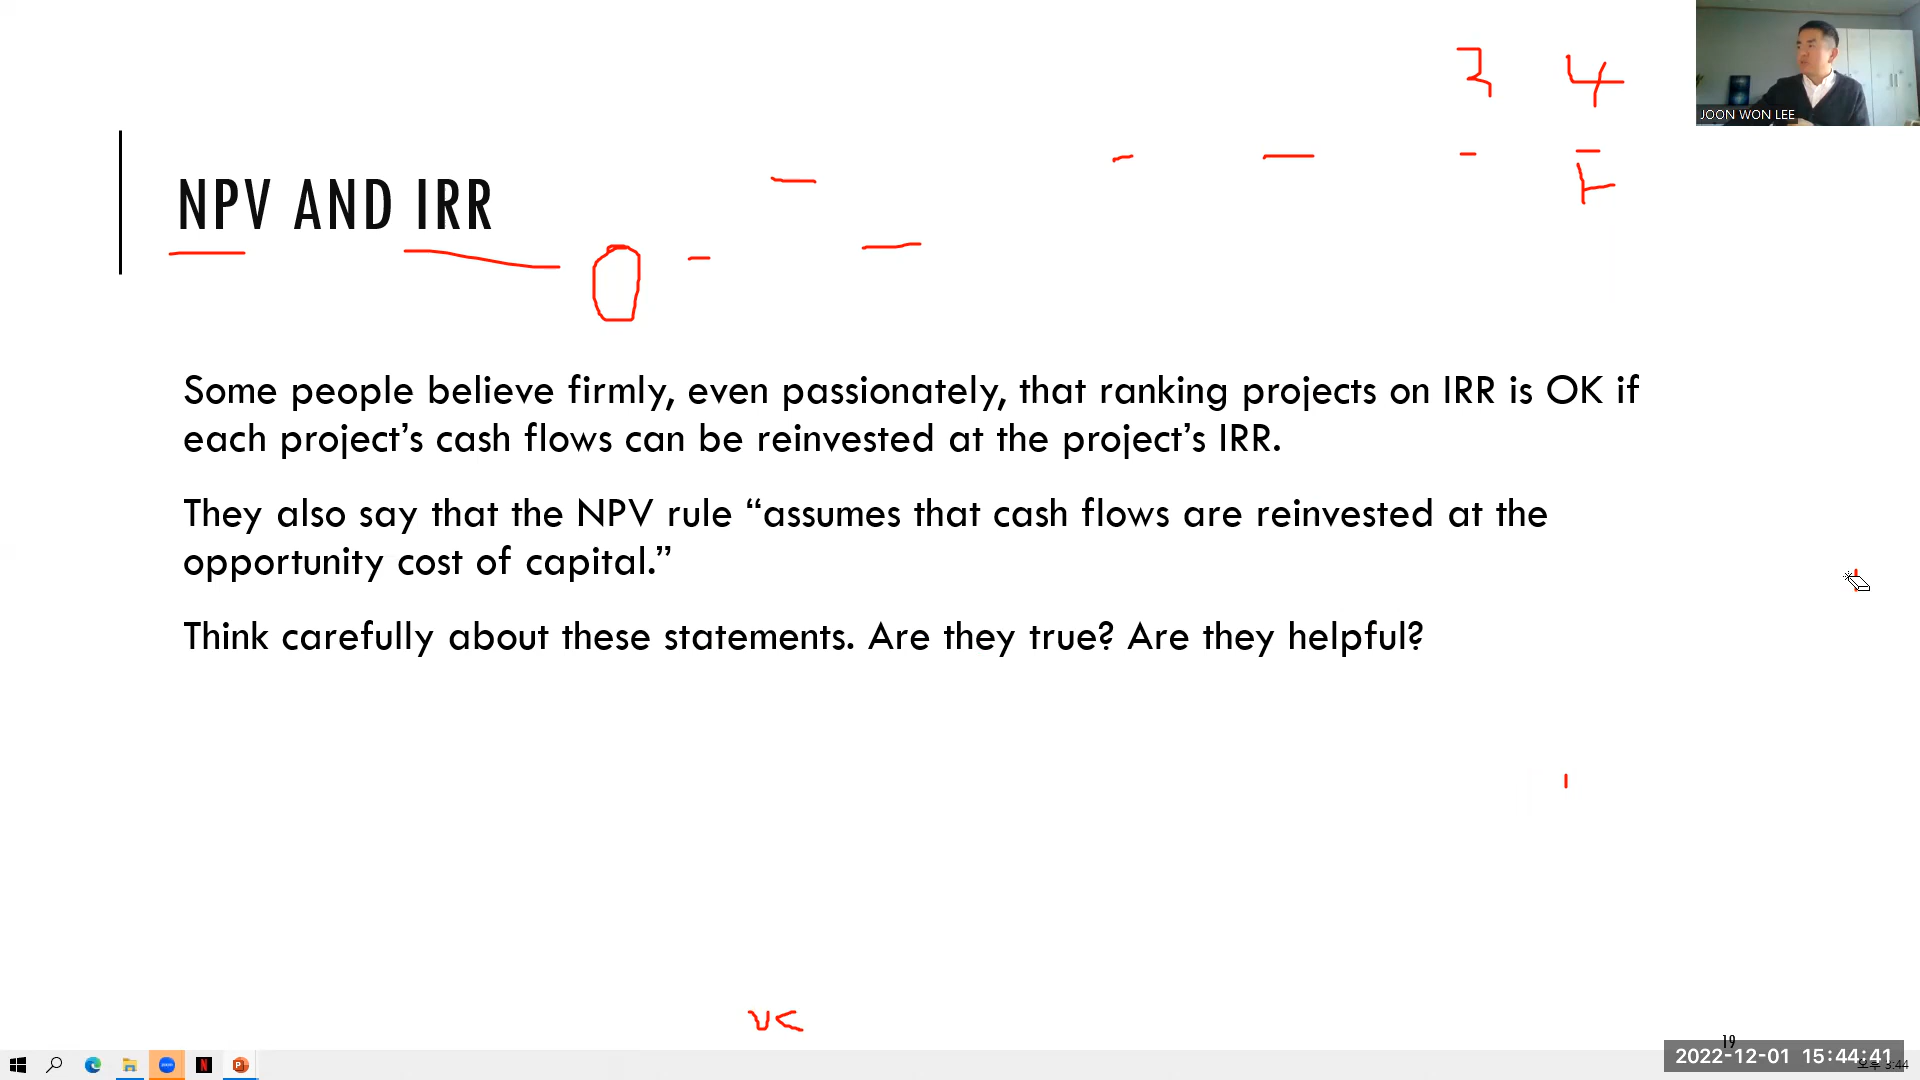 3 4
JOON WON LEE
NPV AND IRR
Some people believe firmly, even passionately, that ranking projects on IRR is OK if
each project’s cash flows can be reinvested at the project’s IRR.
They also say that the NPV rule “assumes that cash flows are reinvested at the
opportunity cost of capital.”
Think carefully about these statements. Are they true? Are they helpful?
19
2022-12-01 15:44:41